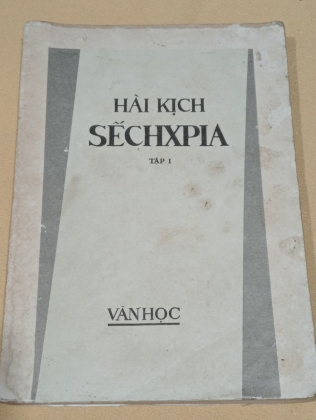 HÀI KỊCH
SẾCHXPIA
TẬP I
VĂN HỌC